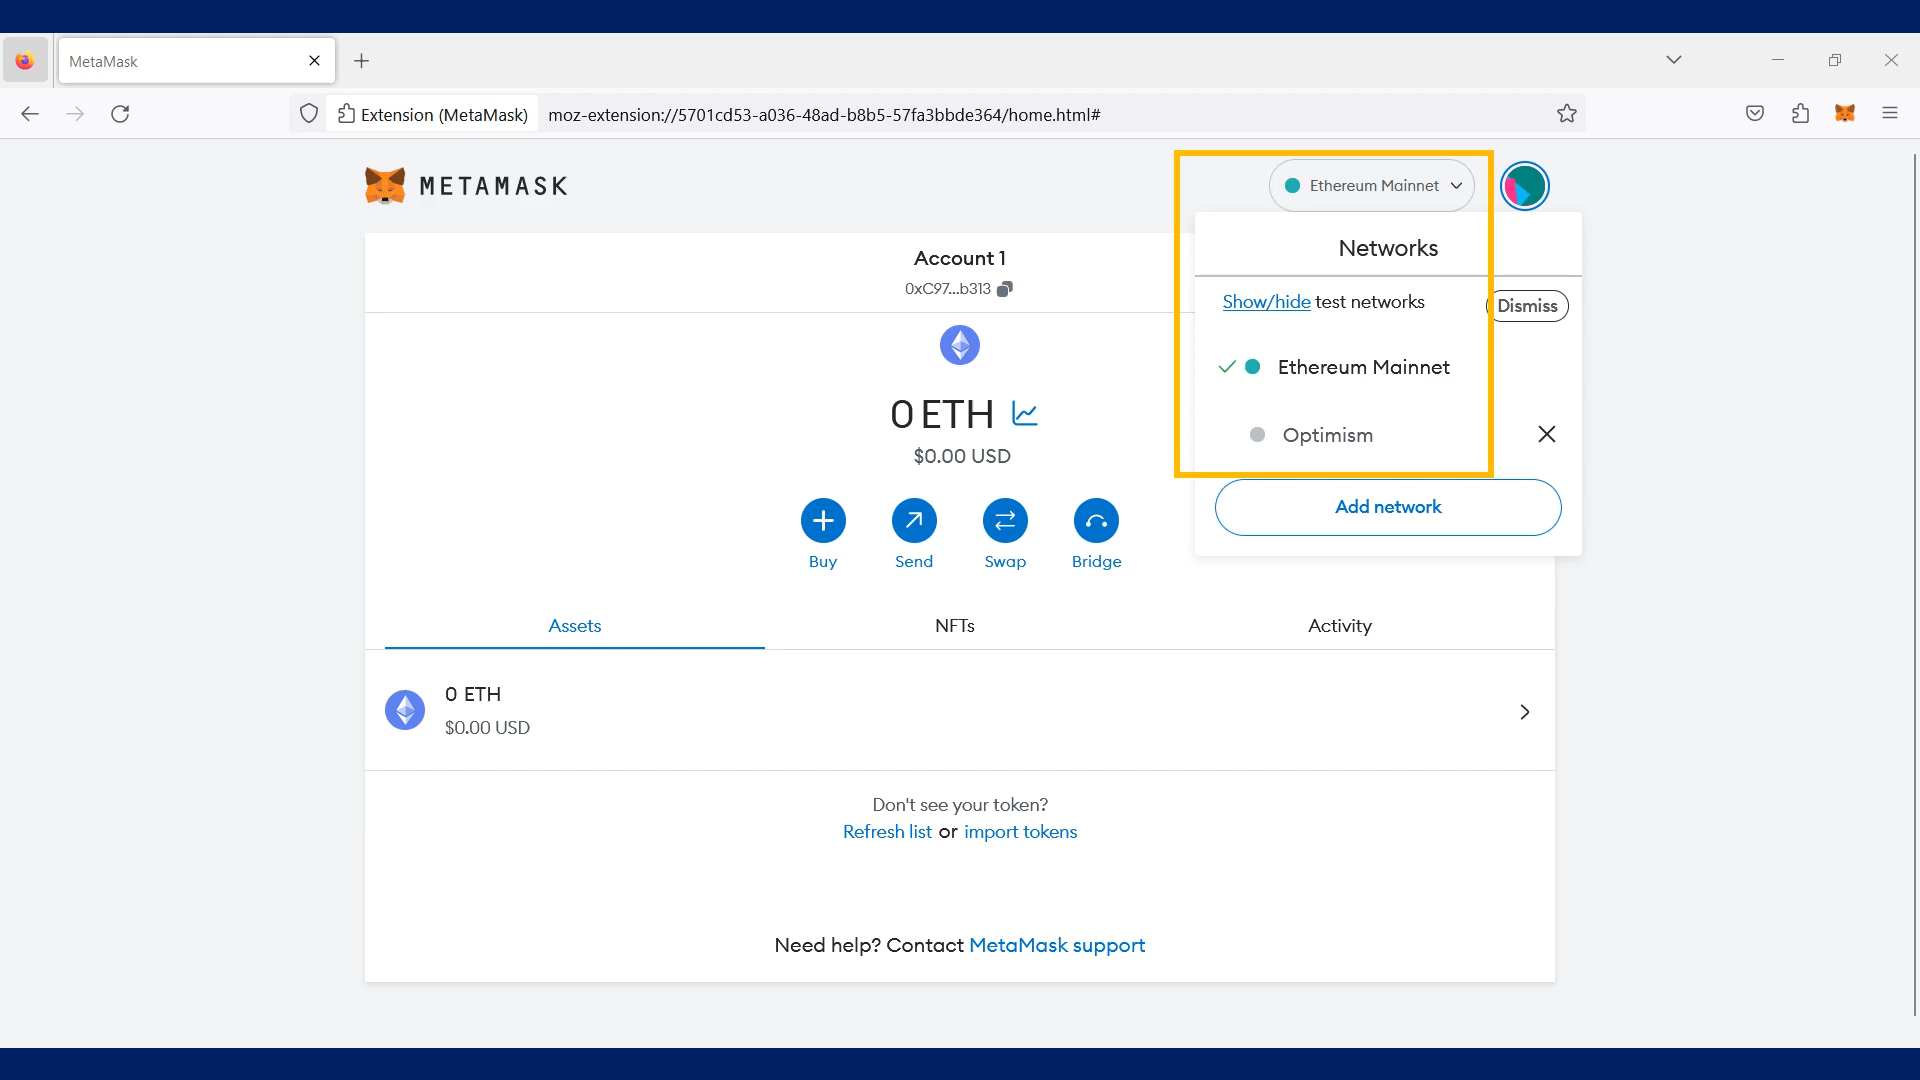 MetaMask
Extension (MetaMask)
moz-extension://5701cd53-a036-48ad-b8b5-57fa3bbde364/home.html#
METAMASK
Ethereum Mainnet
Networks
Show/hide test networks
Dismiss
Ethereum Mainnet
Optimism
Add network
Account 1
0xC97...b313
0 ETH
$0.00 USD
Buy
Send
Swap
Bridge
Assets
NFTs
Activity
0 ETH
$0.00 USD
Don't see your token?
Refresh list or import tokens
Need help? Contact MetaMask support